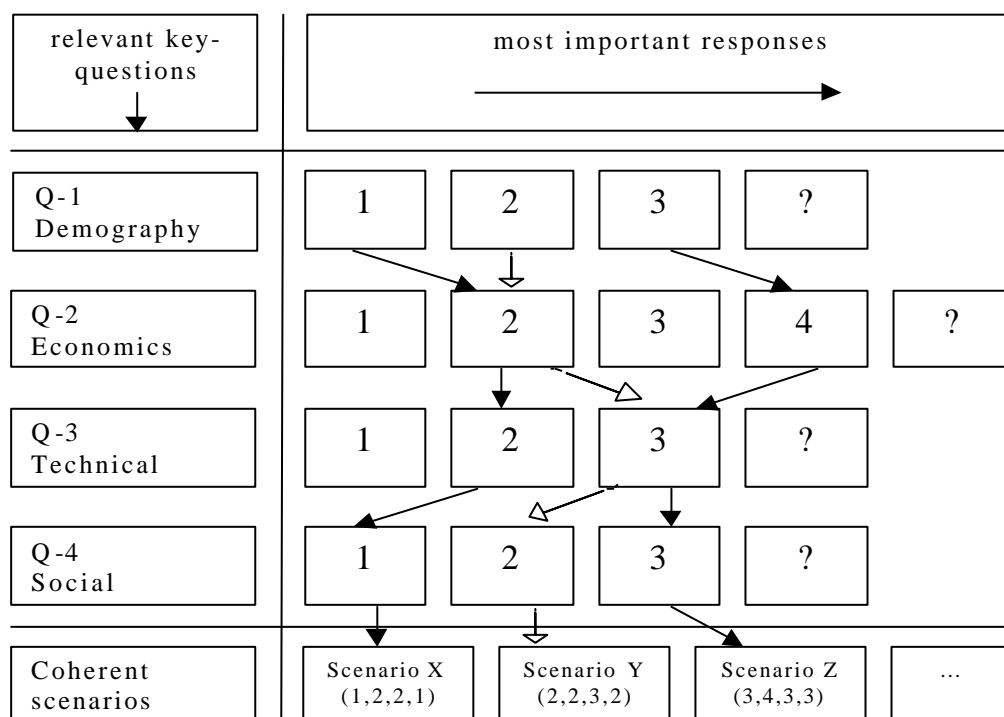 relevant key-
questions
most important responses
Q-1
Demography
1
2
3
?
Q-2
Economics
1
2
3
4
?
Q-3
Technical
1
2
3
?
Q-4
Social
1
2
3
?
Coherent
scenarios
Scenario X
(1,2,2,1)
Scenario Y
(2,2,3,2)
Scenario Z
(3,4,3,3)
...